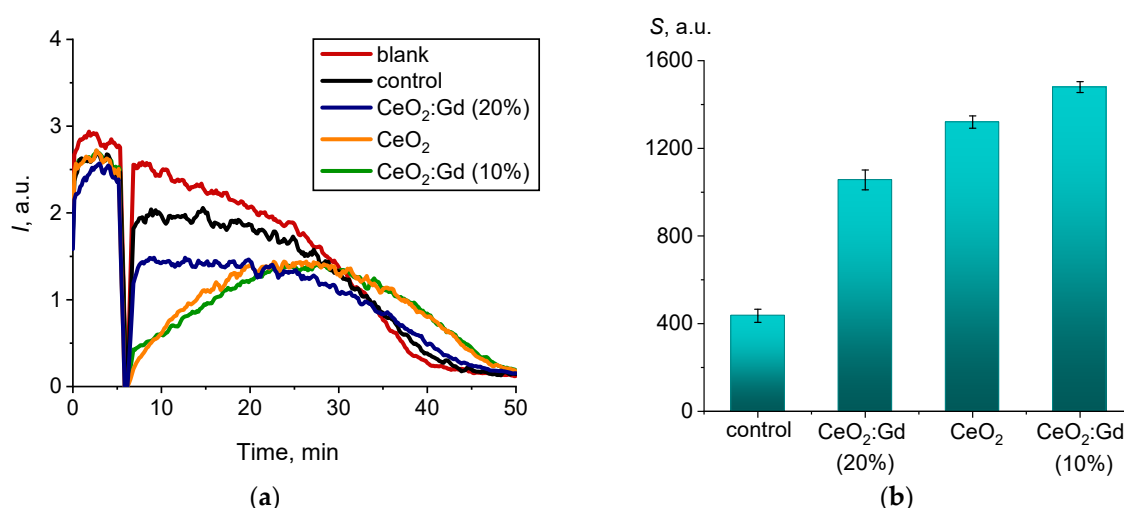 4
3
2
1
0
I, a.u.
0
10
20
30
40
50
Time, min
blank
control
CeO₂:Gd (20%)
CeO₂
CeO₂:Gd (10%)
(a)
S, a.u.
1600
1200
800
400
0
control
CeO₂:Gd
(20%)
CeO₂
CeO₂:Gd
(10%)
(b)